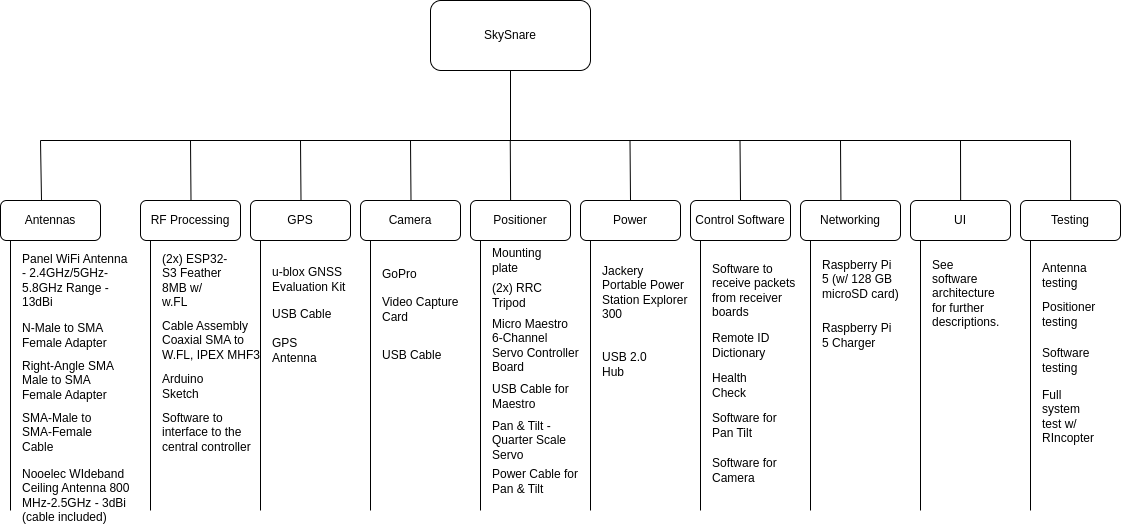 SkySnare
Antennas
Panel WiFi Antenna
- 2.4GHz/5GHz-
5.8GHz Range -
13dBi
N-Male to SMA
Female Adapter
Right-Angle SMA
Male to SMA
Female Adapter
SMA-Male to
SMA-Female
Cable
Nooelec WIdeband
Ceiling Antenna 800
MHz-2.5GHz - 3dBi
(cable included)
RF Processing
(2x) ESP32-
S3 Feather
8MB w/
w.FL
Cable Assembly
Coaxial SMA to
W.FL, IPEX MHF3
Arduino
Sketch
Software to
interface to the
central controller
GPS
u-blox GNSS
Evaluation Kit
USB Cable
GPS
Antenna
Camera
GoPro
Video Capture
Card
USB Cable
Positioner
Mounting
plate
(2x) RRC
Tripod
Micro Maestro
6-Channel
Servo Controller
Board
USB Cable for
Maestro
Pan & Tilt -
Quarter Scale
Servo
Power Cable for
Pan & Tilt
Power
Jackery
Portable Power
Station Explorer
300
USB 2.0
Hub
Control Software
Software to
receive packets
from receiver
boards
Remote ID
Dictionary
Health
Check
Software for
Pan Tilt
Software for
Camera
Networking
Raspberry Pi
5 (w/ 128 GB
microSD card)
Raspberry Pi
5 Charger
UI
See
software
architecture
for further
descriptions.
Testing
Antenna
testing
Positioner
testing
Software
testing
Full
system
test w/
RIncopter